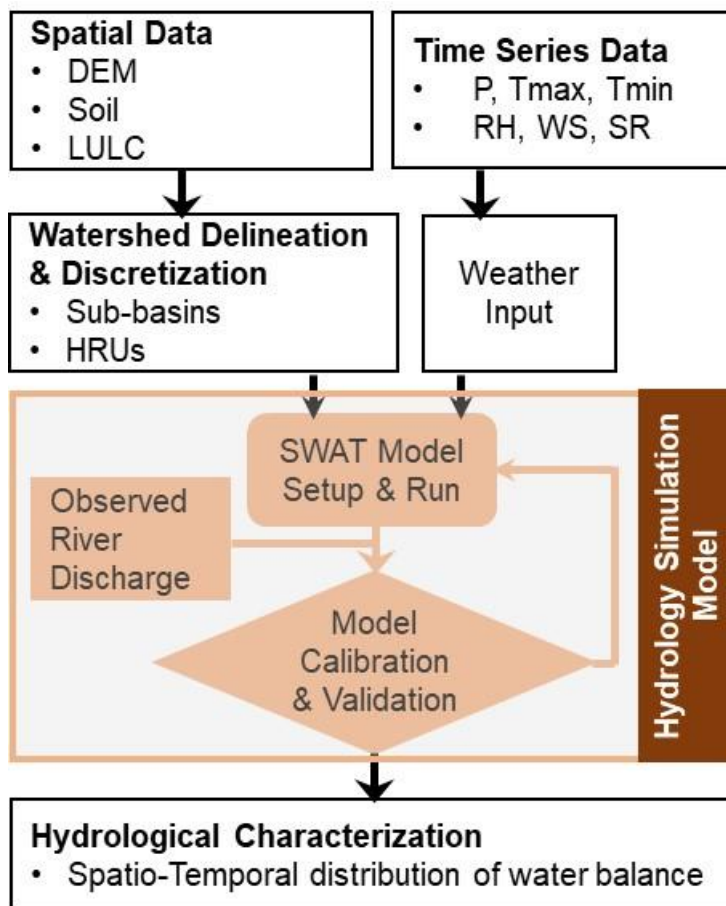 Spatial Data
• DEM
• Soil
• LULC
Time Series Data
• P, Tmax, Tmin
• RH, WS, SR
Watershed Delineation
& Discretization
• Sub-basins
• HRUs
Weather
Input
SWAT Model
Setup & Run
Observed
River
Discharge
Model
Calibration
& Validation
Hydrology Simulation
Model
Hydrological Characterization
• Spatio-Temporal distribution of water balance